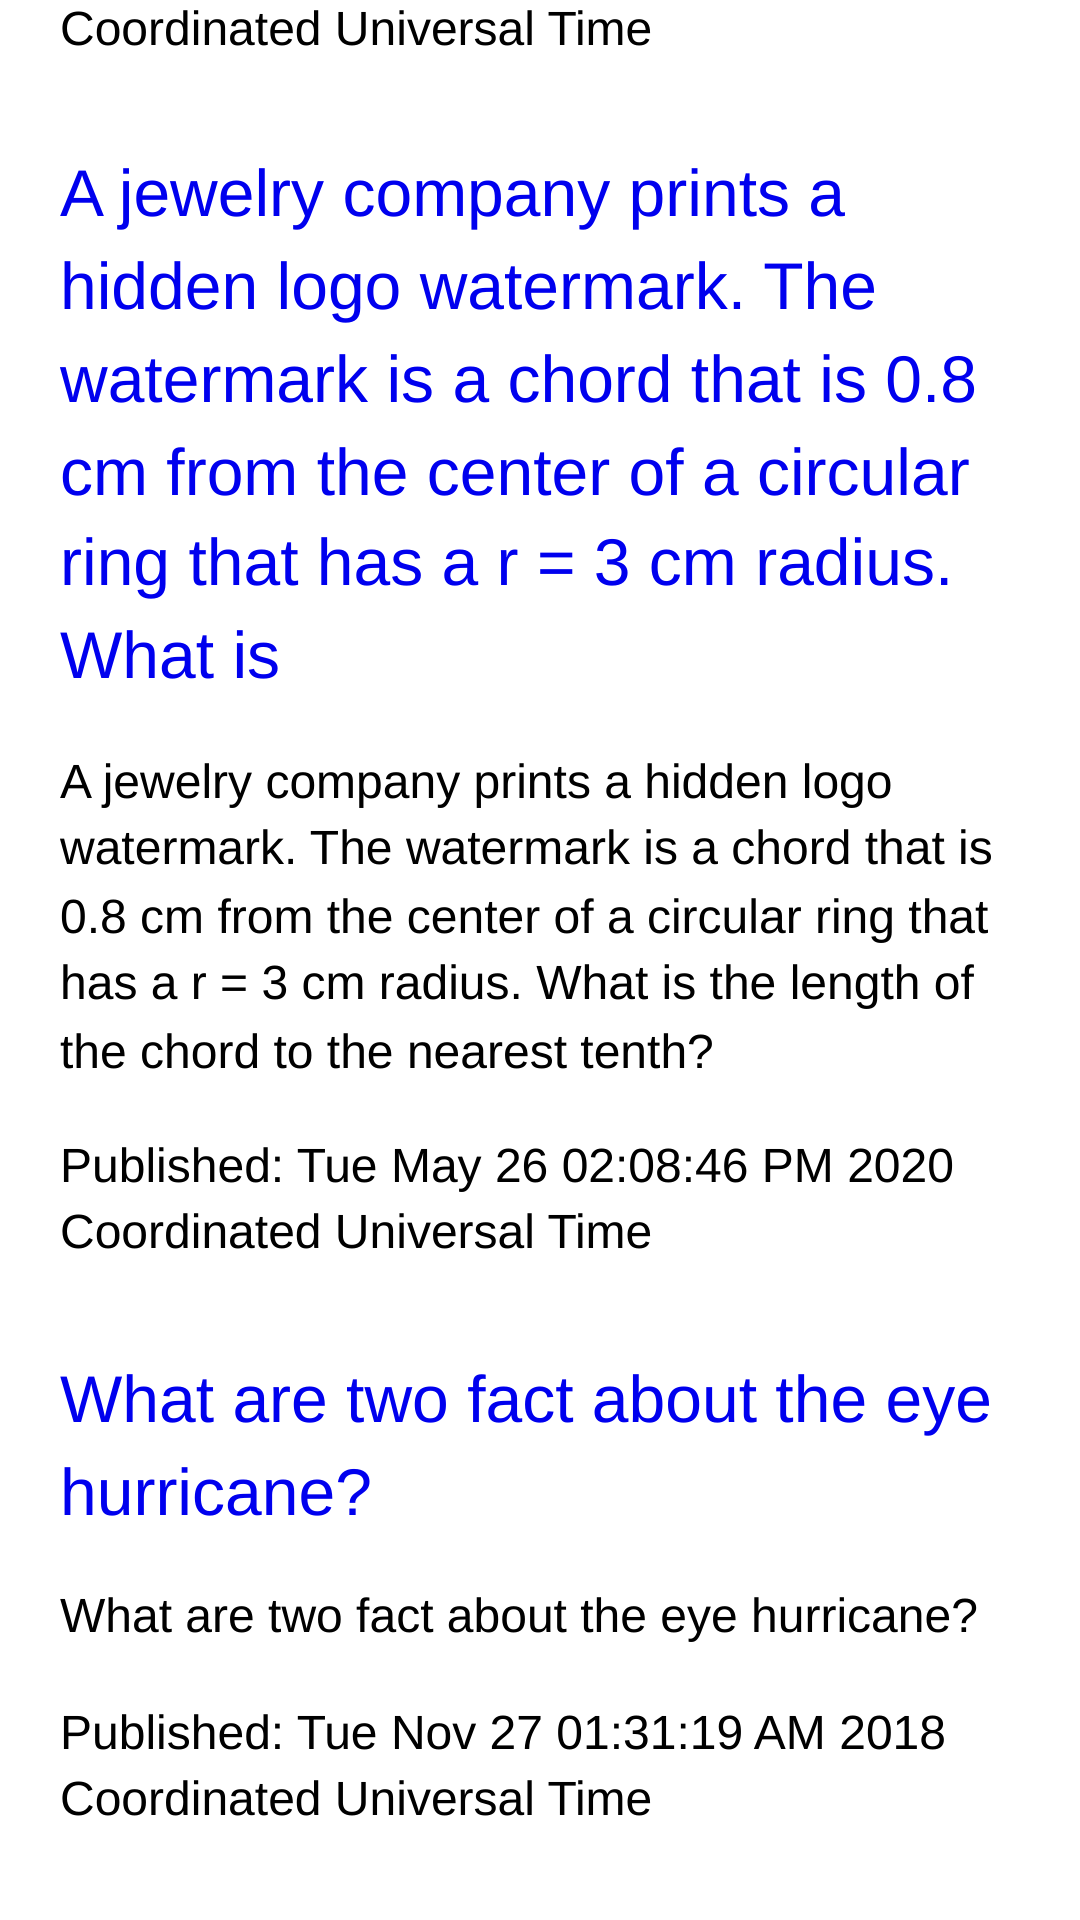 Coordinated Universal Time
A jewelry company prints a
hidden logo watermark. The
watermark is a chord that is 0.8
cm from the center of a circular
ring that has a r = 3 cm radius.
What is
A jewelry company prints a hidden logo
watermark. The watermark is a chord that is
0.8 cm from the center of a circular ring that
has a r = 3 cm radius. What is the length of
the chord to the nearest tenth?
Published: Tue May 26 02:08:46 PM 2020
Coordinated Universal Time
What are two fact about the eye
hurricane?
What are two fact about the eye hurricane?
Published: Tue Nov 27 01:31:19 AM 2018
Coordinated Universal Time